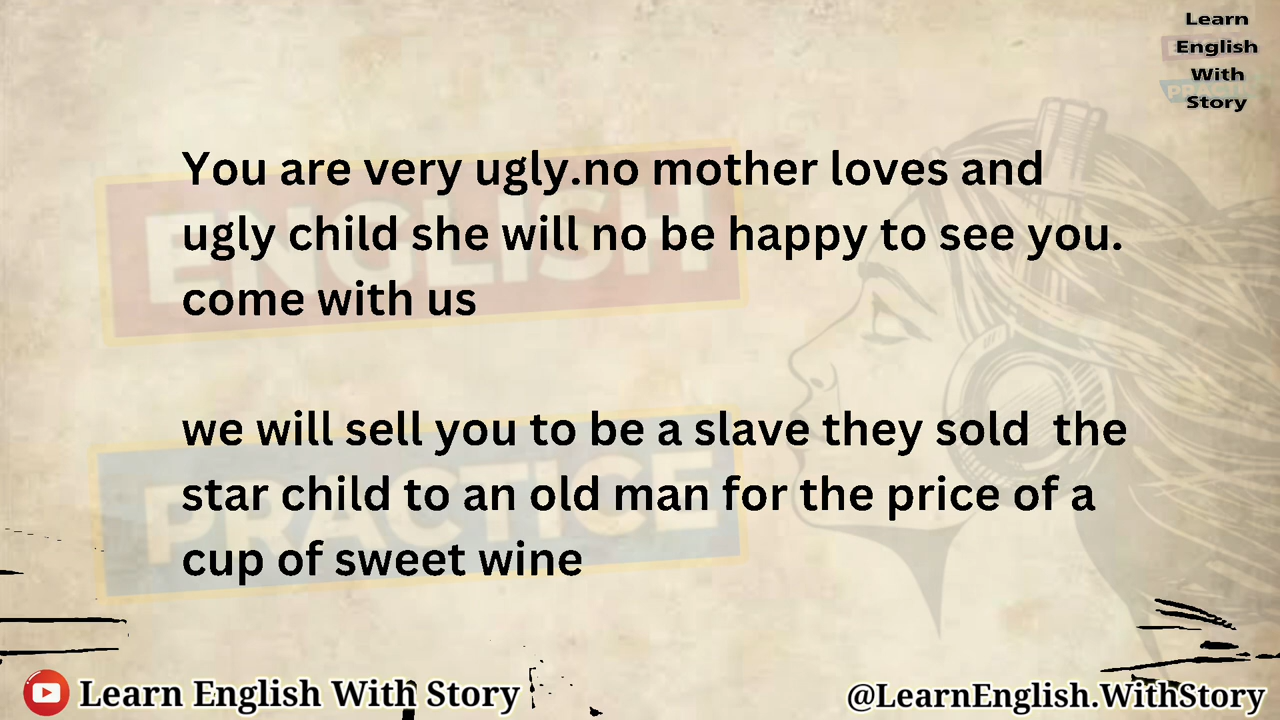 Learn
English
With
Story
You are very ugly.no mother loves and
ugly child she will no be happy to see you.
come with us
we will sell you to be a slave they sold the
star child to an old man for the price of a
cup of sweet wine
ENGLISH
PRACTICE
Learn English With Story
@LearnEnglish.WithStory